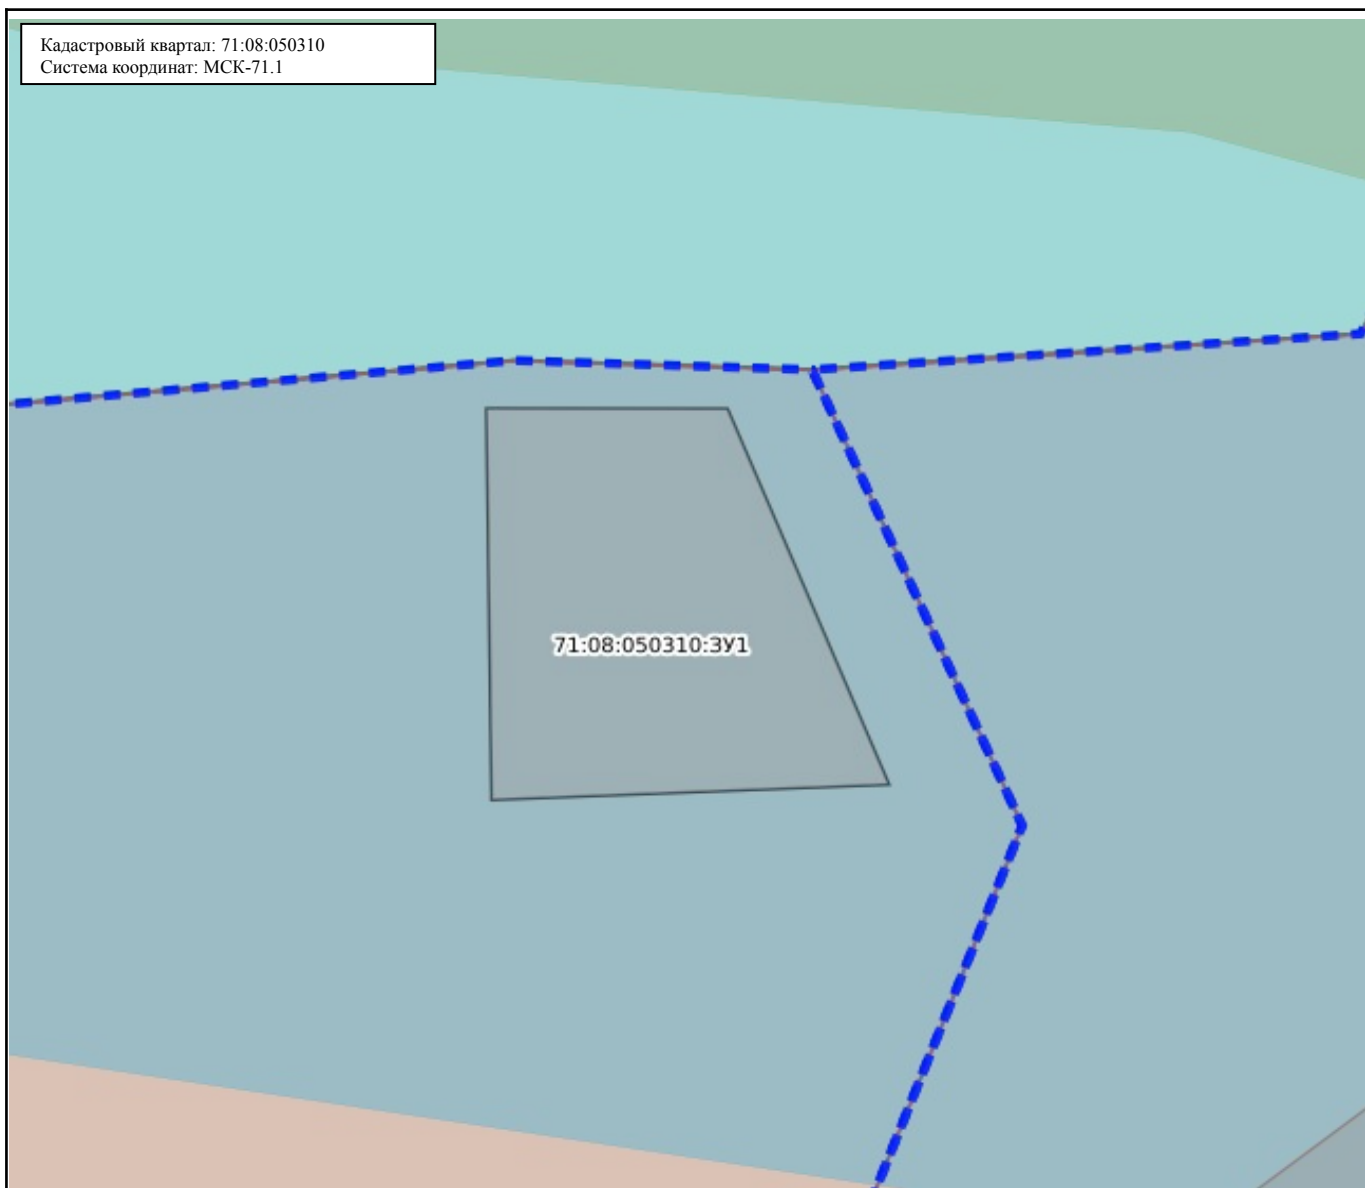 Кадастровый квартал: 71:08:050310
Система координат: МСК-71.1
71:08:050310:ЗУ1